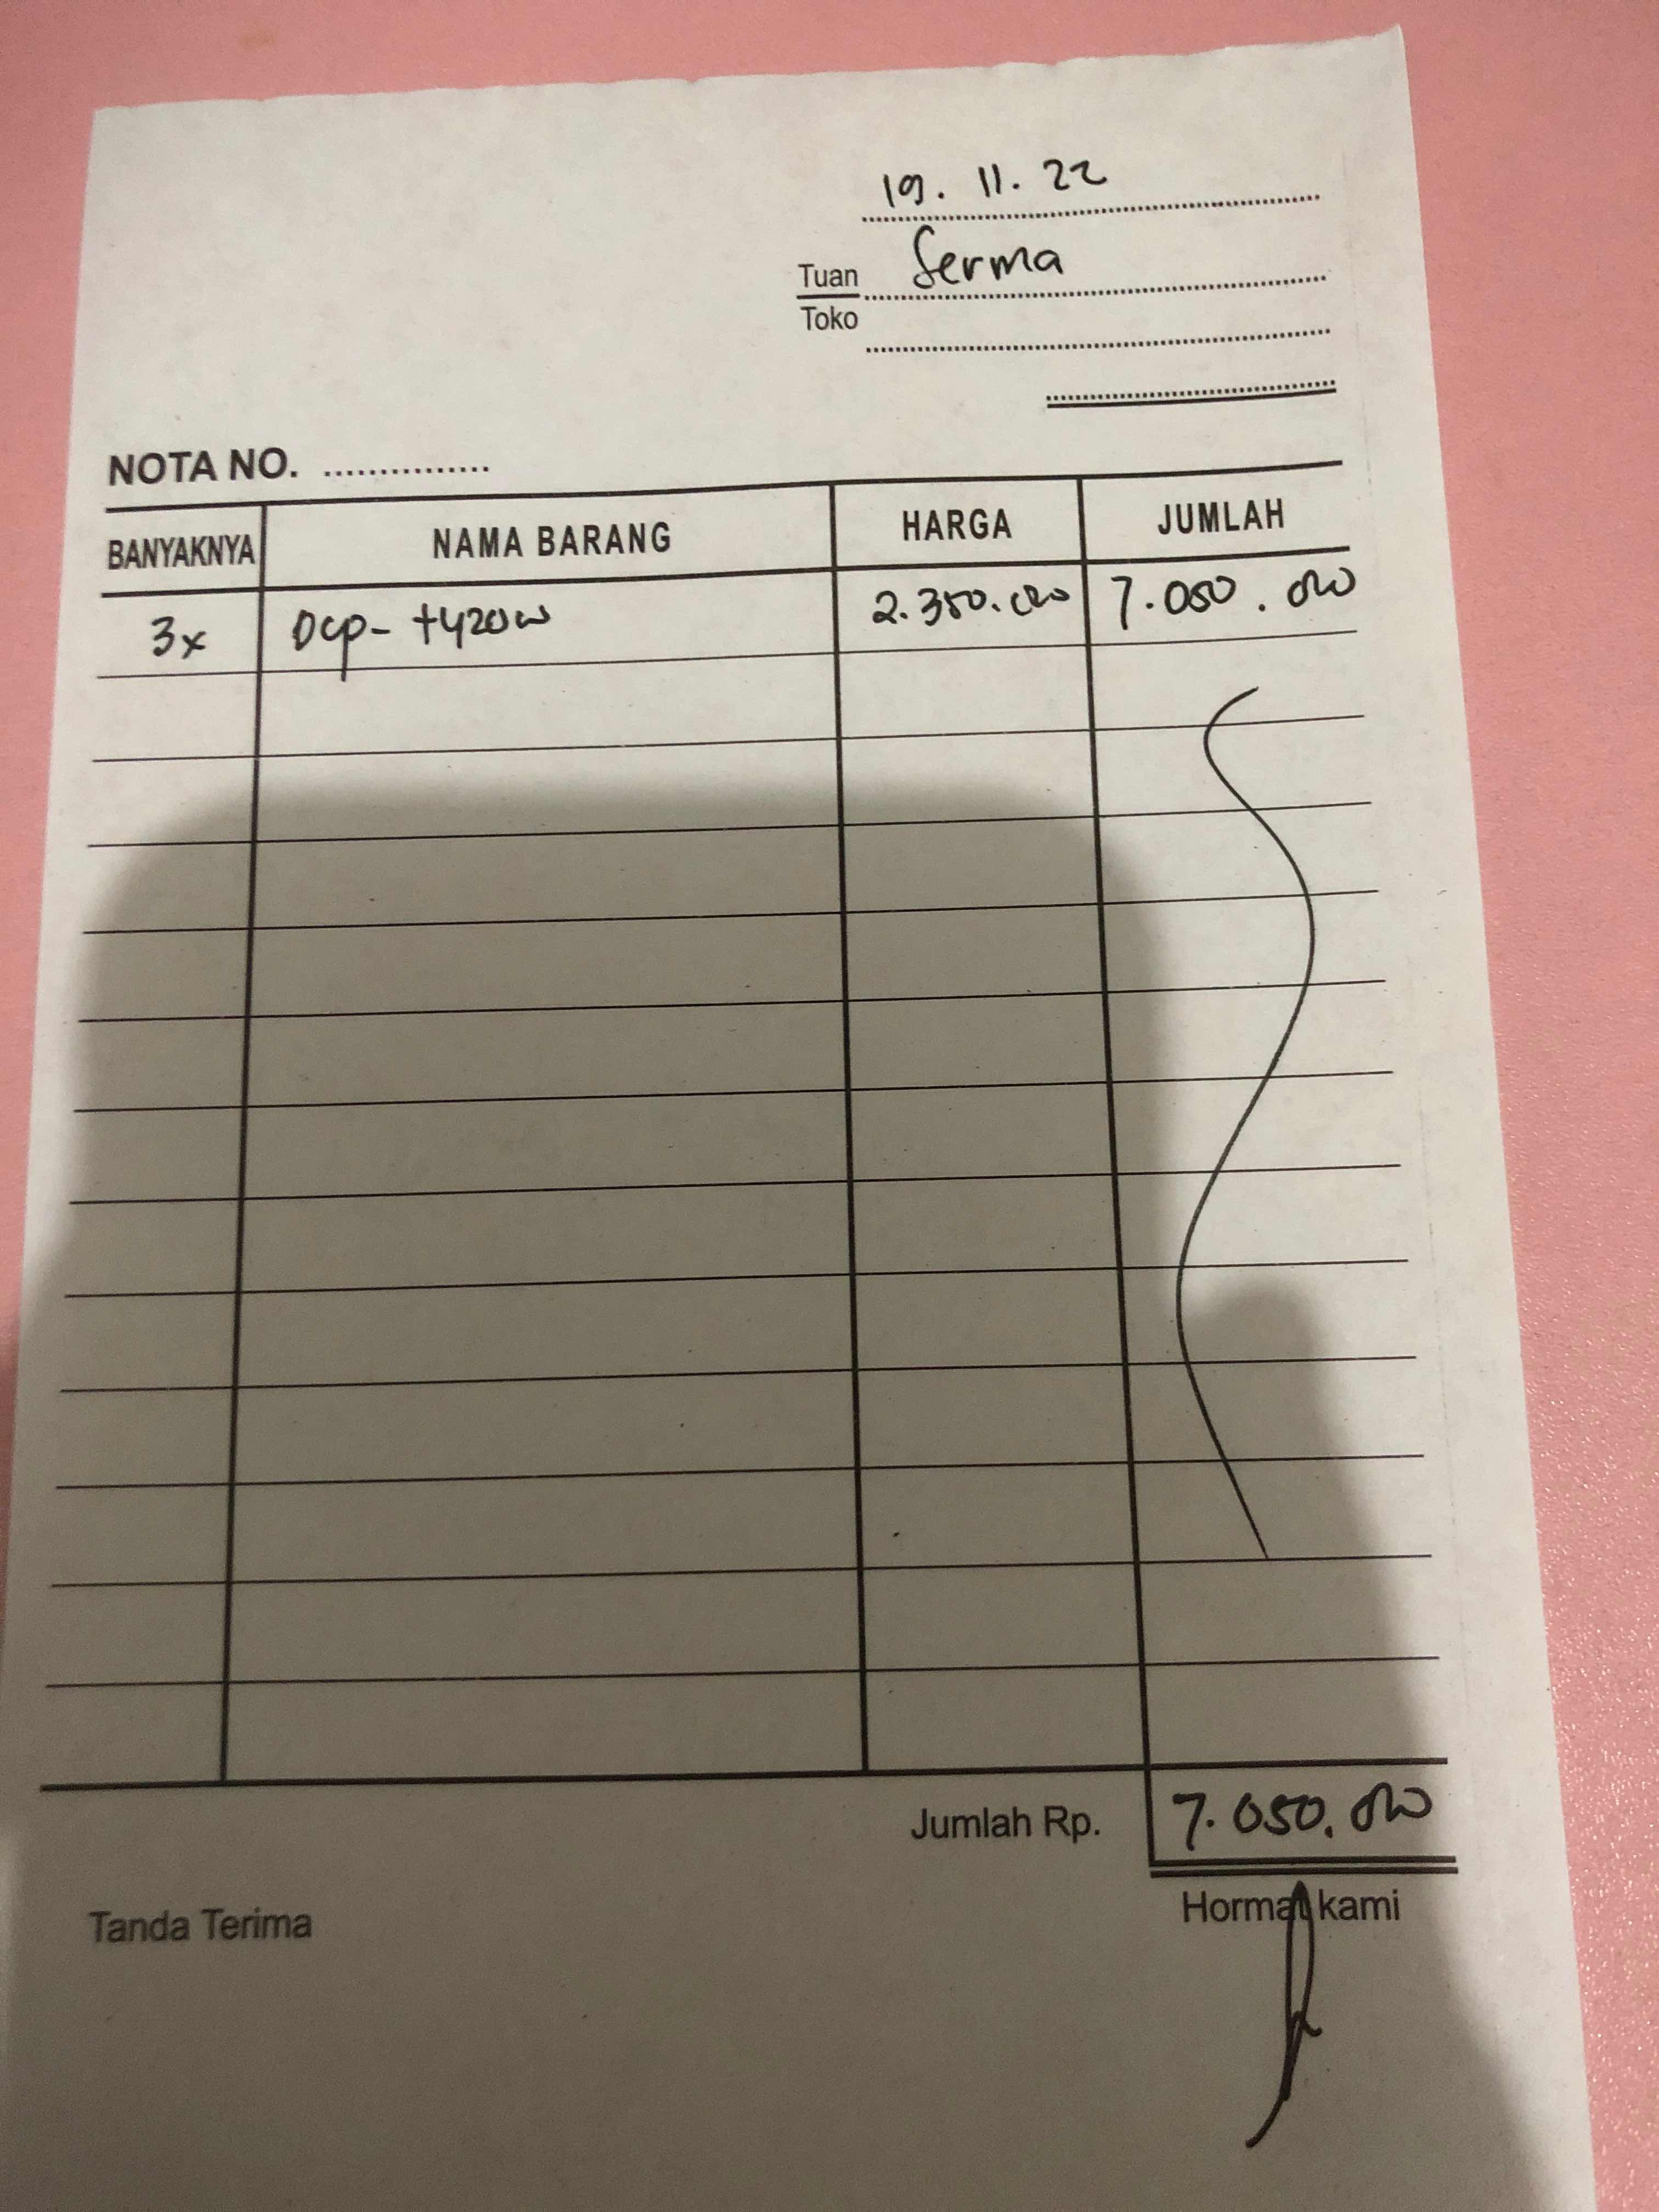 19. 11. 22
Tuan Serma
Toko
NOTA NO. ...............
BANYAKNYA NAMA BARANG HARGA JUMLAH
3x Dcp- t420w 2.350.000 7.050.000
Jumlah Rp. 7.050.000
Tanda Terima Hormat kami